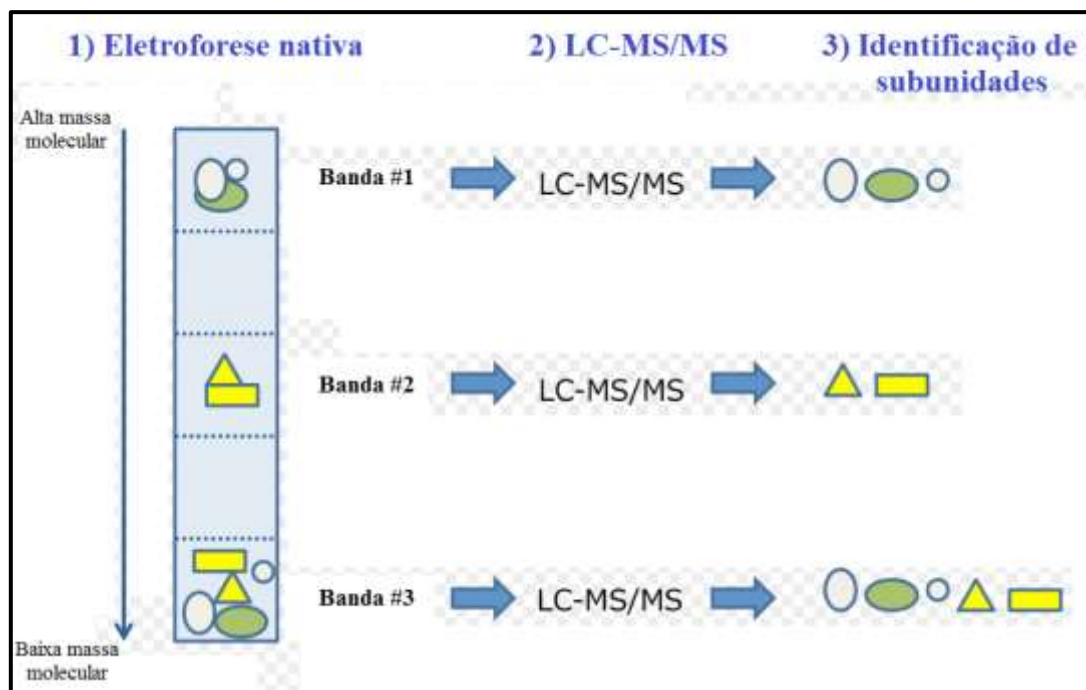 1) Eletroforese nativa
2) LC-MS/MS
3) Identificação de
subunidades
Alta massa
molecular
Banda #1
LC-MS/MS
Banda #2
LC-MS/MS
Banda #3
LC-MS/MS
Baixa massa
molecular